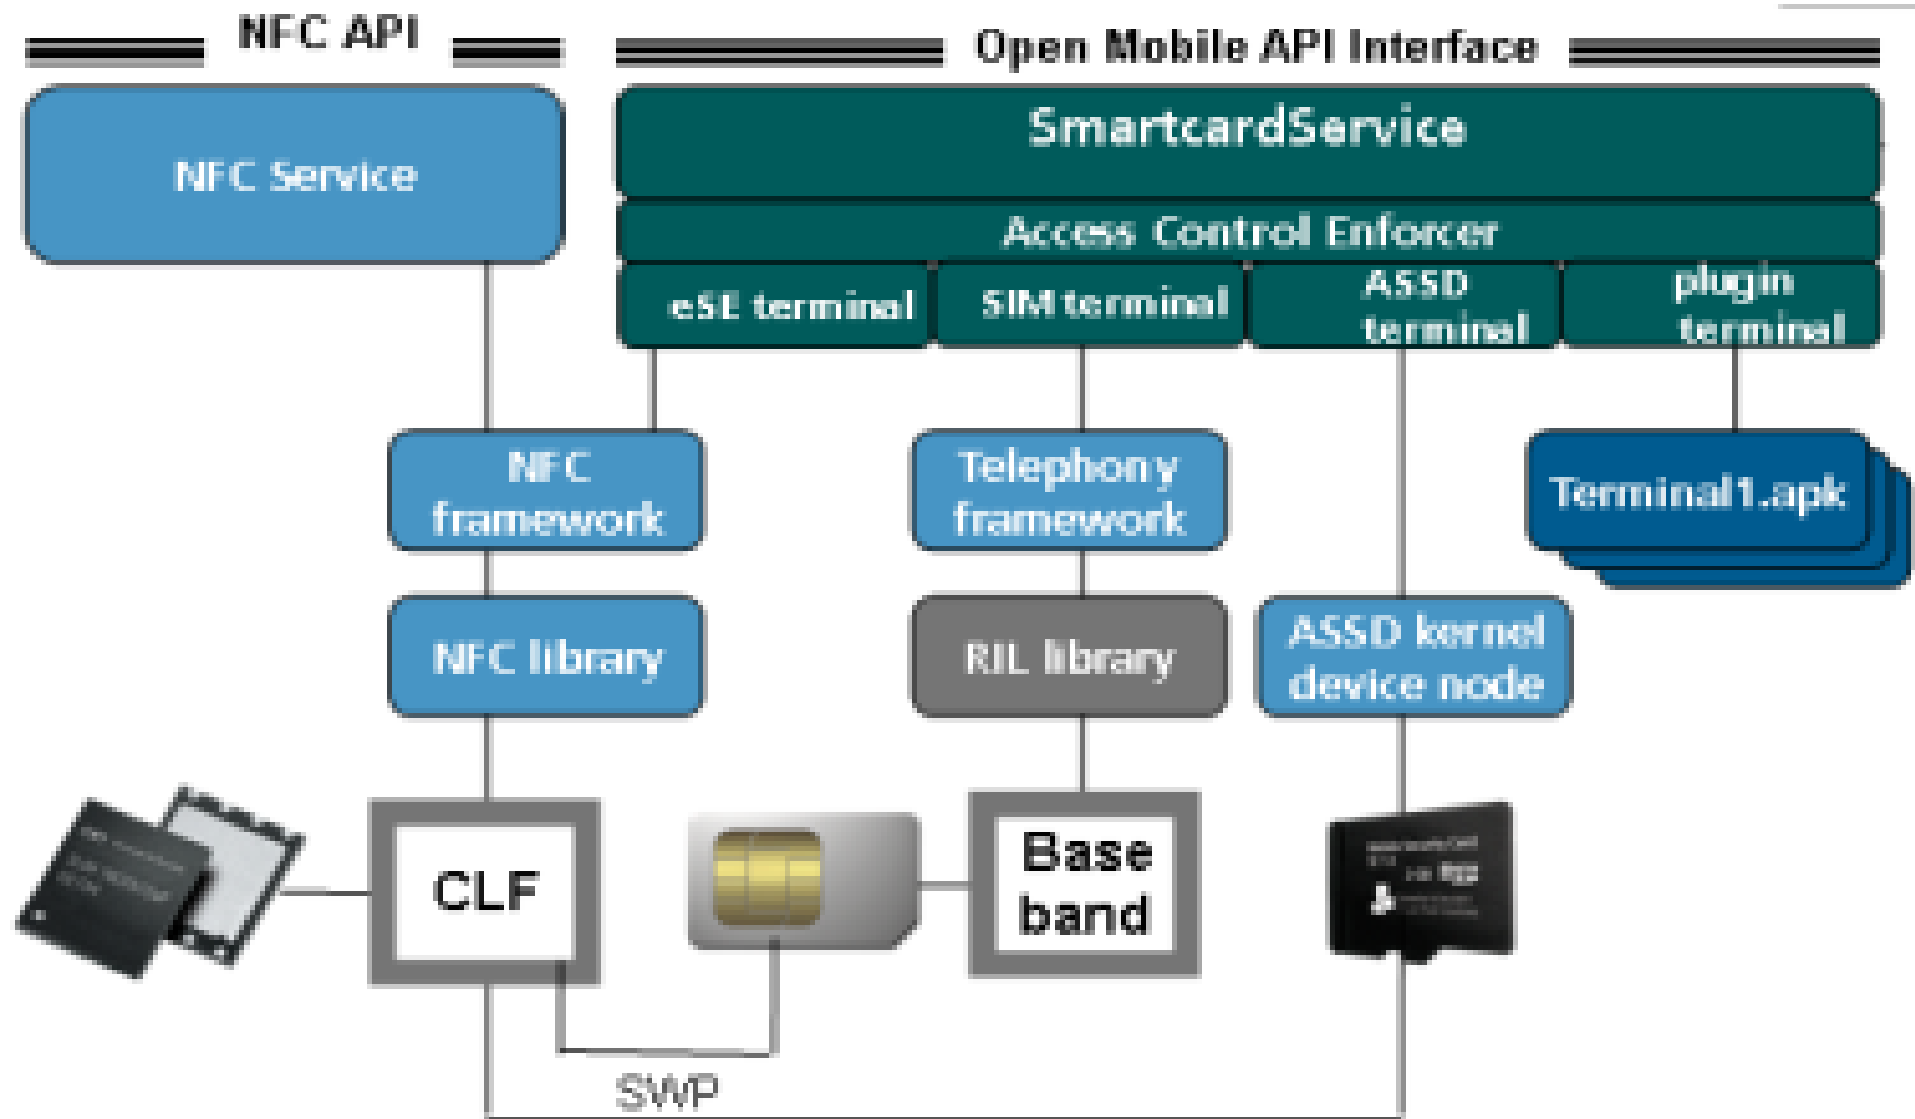 NFC API
Open Mobile API Interface
NFC Service
SmartcardService
Access Control Enforcer
eSE terminal
SIM terminal
ASSD
terminal
plugin
terminal
NFC
framework
Telephony
framework
Terminal1.apk
NFC library
RIL library
ASSD kernel
device node
CLF
Base
band
SWP